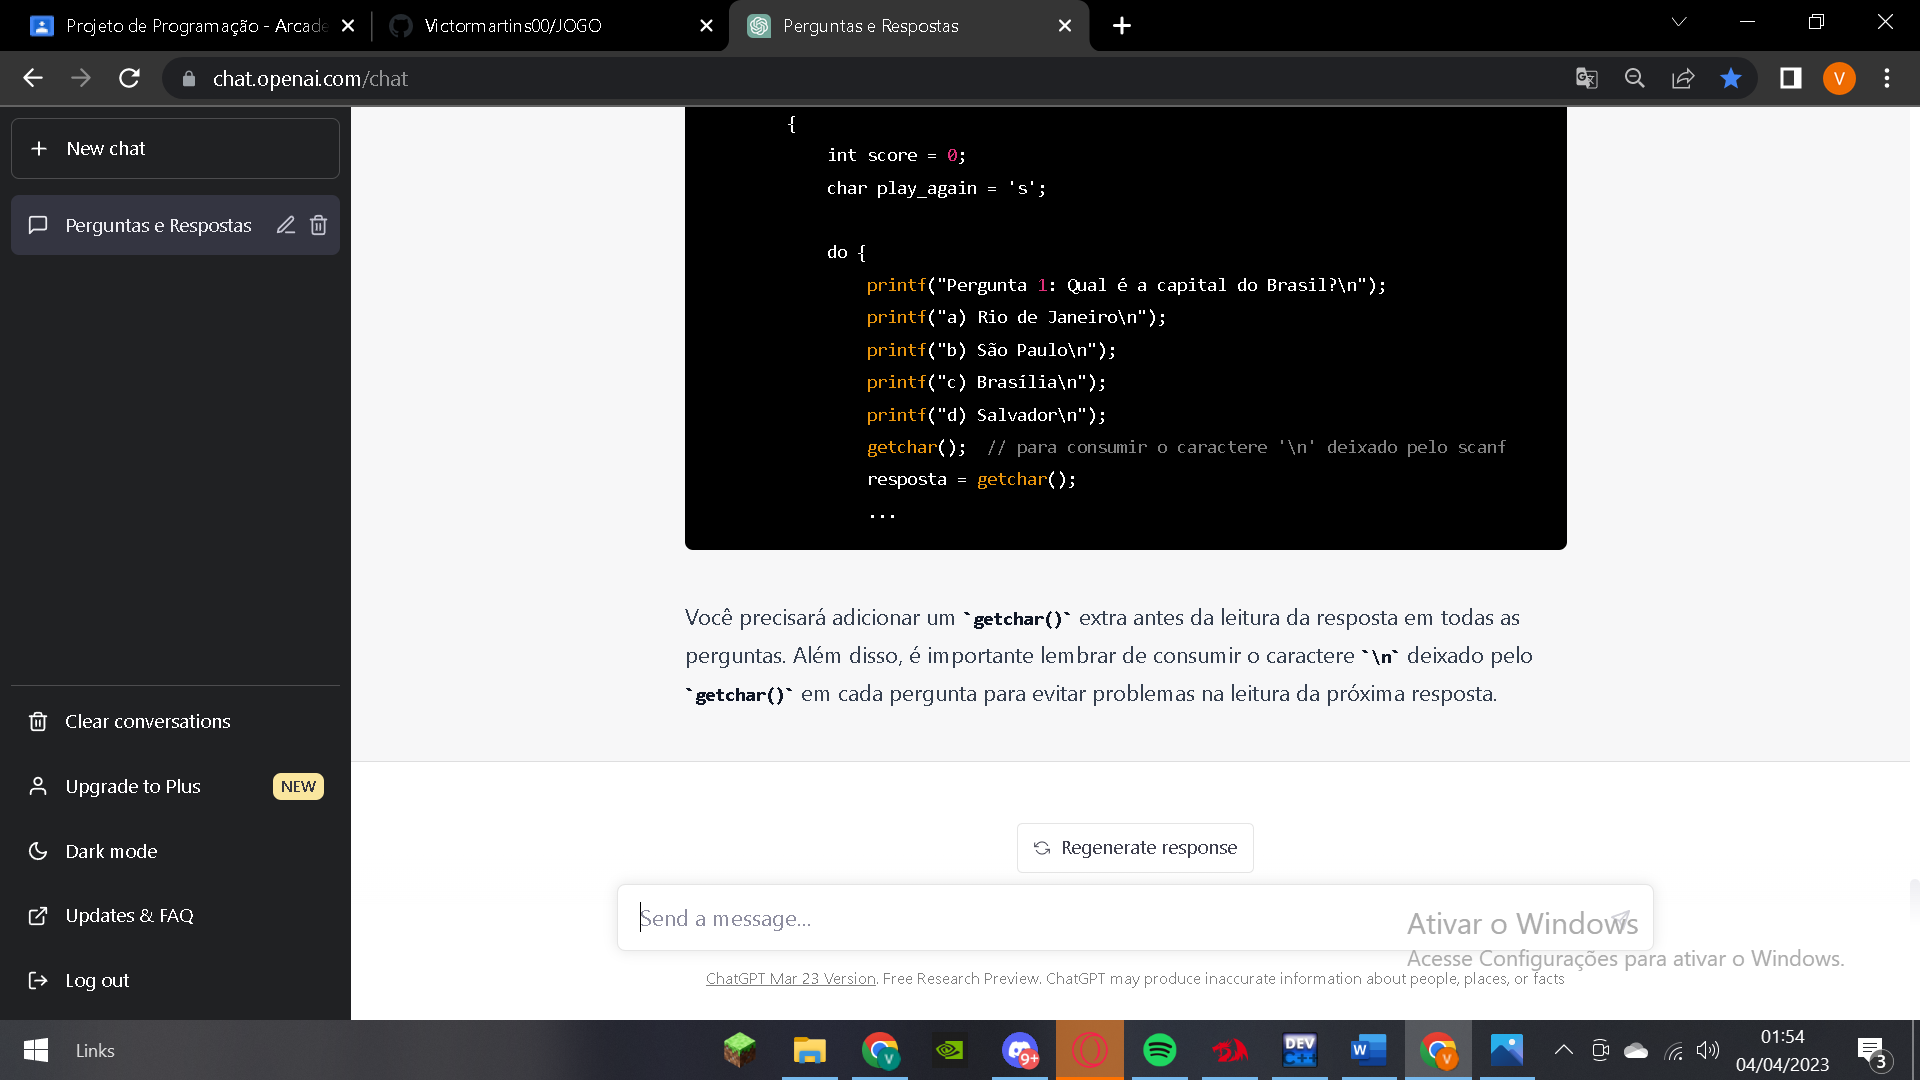 Projeto de Programação - Arcade
Victormartins00/JOGO
Perguntas e Respostas
chat.openai.com/chat
V
New chat
Perguntas e Respostas
Clear conversations
Upgrade to Plus
NEW
Dark mode
Updates & FAQ
Log out
{
int score = 0;
char play_again = 's';
do {
printf("Pergunta 1: Qual é a capital do Brasil?\n");
printf("a) Rio de Janeiro\n");
printf("b) São Paulo\n");
printf("c) Brasília\n");
printf("d) Salvador\n");
getchar();  // para consumir o caractere '\n' deixado pelo scanf
resposta = getchar();
...
Você precisará adicionar um `getchar()` extra antes da leitura da resposta em todas as
perguntas. Além disso, é importante lembrar de consumir o caractere `\n` deixado pelo
`getchar()` em cada pergunta para evitar problemas na leitura da próxima resposta.
Regenerate response
Send a message...
Ativar o Windows
Acesse Configurações para ativar o Windows.
ChatGPT Mar 23 Version. Free Research Preview. ChatGPT may produce inaccurate information about people, places, or facts
Links
V
9+
DEV
C++
W
V
01:54
04/04/2023
3